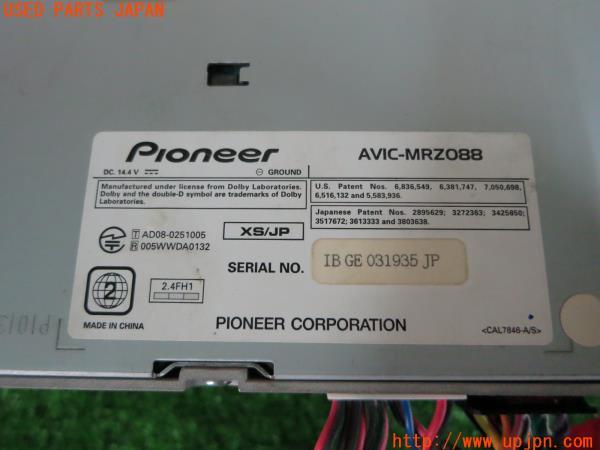 USED PARTS JAPAN
Pioneer
AVIC-MRZ088
DC. 14.4 V
GROUND
Manufactured under license from Dolby Laboratories.
Dolby and the double-D symbol are trademarks of Dolby
Laboratories.
U.S. Patent Nos. 6,836,549, 6,381,747, 7,050,698,
6,516,132 and 5,583,936.
Japanese Patent Nos. 2895629; 3272383; 3425850;
3517672; 3613333 and 3803638.
T AD08-0251005
R 005WWDA0132
XS/JP
SERIAL NO.
IB GE 031935 JP
2
2.4FH1
MADE IN CHINA
PIONEER CORPORATION
<CAL7846-A/S>
http://www.upjpn.com/